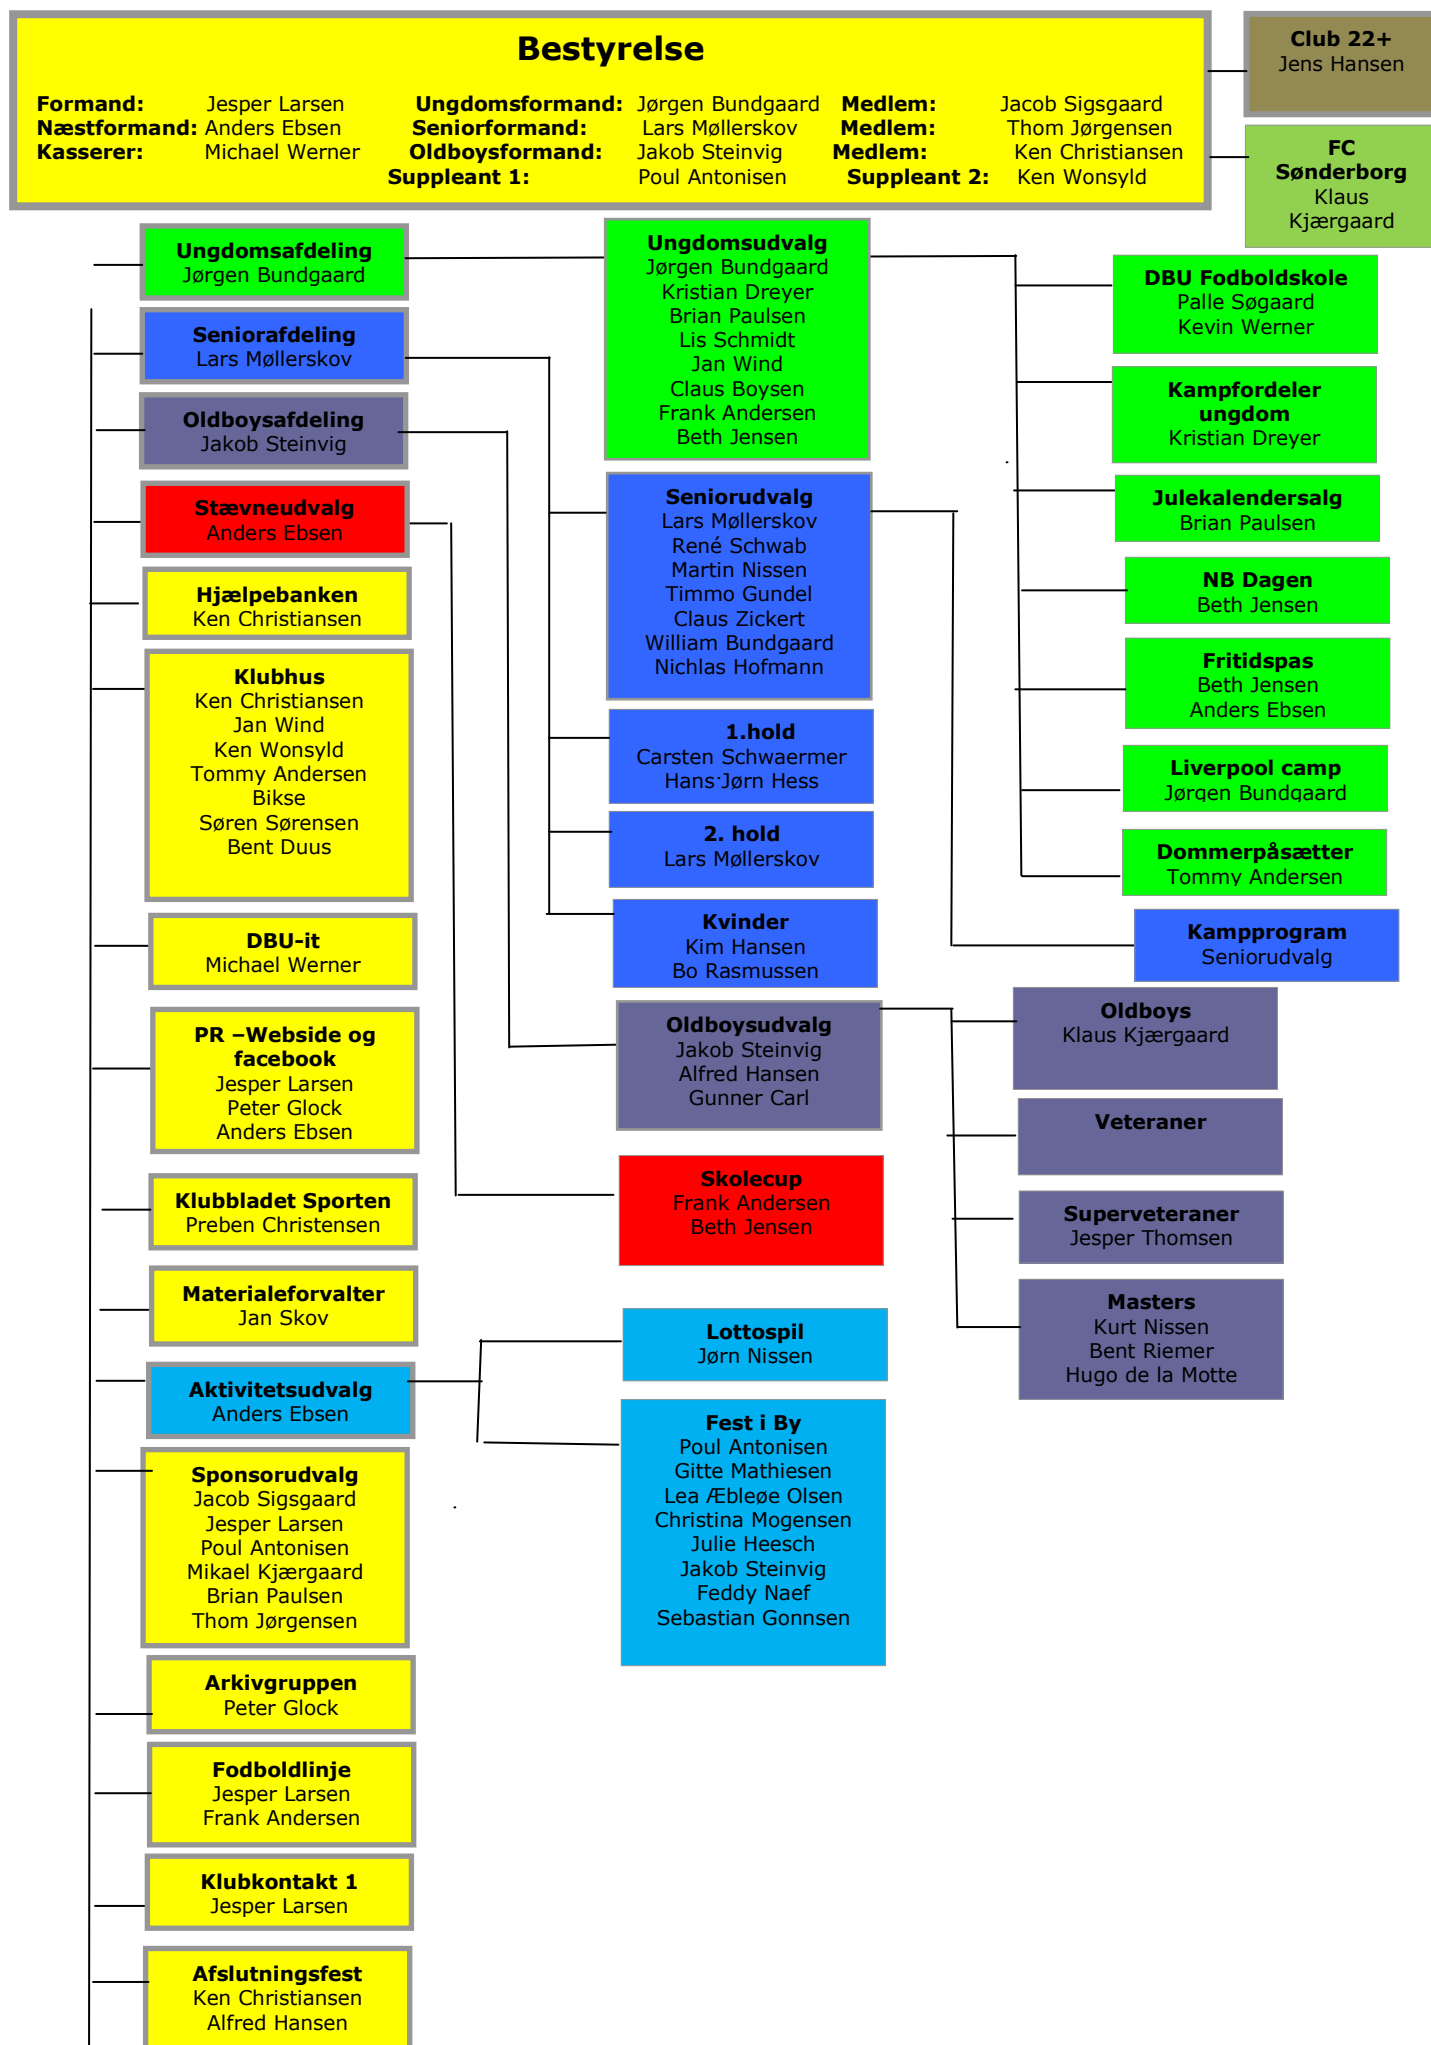 Bestyrelse
Formand: Jesper Larsen Ungdomsformand: Jørgen Bundgaard Medlem: Jacob Sigsgaard
Næstformand: Anders Ebsen Seniorformand: Lars Møllerskov Medlem: Thom Jørgensen
Kasserer: Michael Werner Oldboysformand: Jakob Steinvig Medlem: Ken Christiansen
Suppleant 1: Poul Antonisen Suppleant 2: Ken Wonsyld
Club 22+
Jens Hansen
FC
Sønderborg
Klaus
Kjærgaard
Ungdomsafdeling
Jørgen Bundgaard
Seniorafdeling
Lars Møllerskov
Oldboysafdeling
Jakob Steinvig
Stævneudvalg
Anders Ebsen
Hjælpebanken
Ken Christiansen
Klubhus
Ken Christiansen
Jan Wind
Ken Wonsyld
Tommy Andersen
Bikse
Søren Sørensen
Bent Duus
DBU-it
Michael Werner
PR –Webside og
facebook
Jesper Larsen
Peter Glock
Anders Ebsen
Klubbladet Sporten
Preben Christensen
Materialeforvalter
Jan Skov
Aktivitetsudvalg
Anders Ebsen
Sponsorudvalg
Jacob Sigsgaard
Jesper Larsen
Poul Antonisen
Mikael Kjærgaard
Brian Paulsen
Thom Jørgensen
Arkivgruppen
Peter Glock
Fodboldlinje
Jesper Larsen
Frank Andersen
Klubkontakt 1
Jesper Larsen
Afslutningsfest
Ken Christiansen
Alfred Hansen
Ungdomsudvalg
Jørgen Bundgaard
Kristian Dreyer
Brian Paulsen
Lis Schmidt
Jan Wind
Claus Boysen
Frank Andersen
Beth Jensen
Seniorudvalg
Lars Møllerskov
René Schwab
Martin Nissen
Timmo Gundel
Claus Zickert
William Bundgaard
Nichlas Hofmann
1.hold
Carsten Schwaermer
Hans Jørn Hess
2. hold
Lars Møllerskov
Kvinder
Kim Hansen
Bo Rasmussen
Oldboysudvalg
Jakob Steinvig
Alfred Hansen
Gunner Carl
Skolecup
Frank Andersen
Beth Jensen
Lottospil
Jørn Nissen
Fest i By
Poul Antonisen
Gitte Mathiesen
Lea Æbleøe Olsen
Christina Mogensen
Julie Heesch
Jakob Steinvig
Feddy Naef
Sebastian Gonnsen
DBU Fodboldskole
Palle Søgaard
Kevin Werner
Kampfordeler
ungdom
Kristian Dreyer
Julekalendersalg
Brian Paulsen
NB Dagen
Beth Jensen
Fritidspas
Beth Jensen
Anders Ebsen
Liverpool camp
Jørgen Bundgaard
Dommerpåsætter
Tommy Andersen
Kampprogram
Seniorudvalg
Oldboys
Klaus Kjærgaard
Veteraner
Superveteraner
Jesper Thomsen
Masters
Kurt Nissen
Bent Riemer
Hugo de la Motte